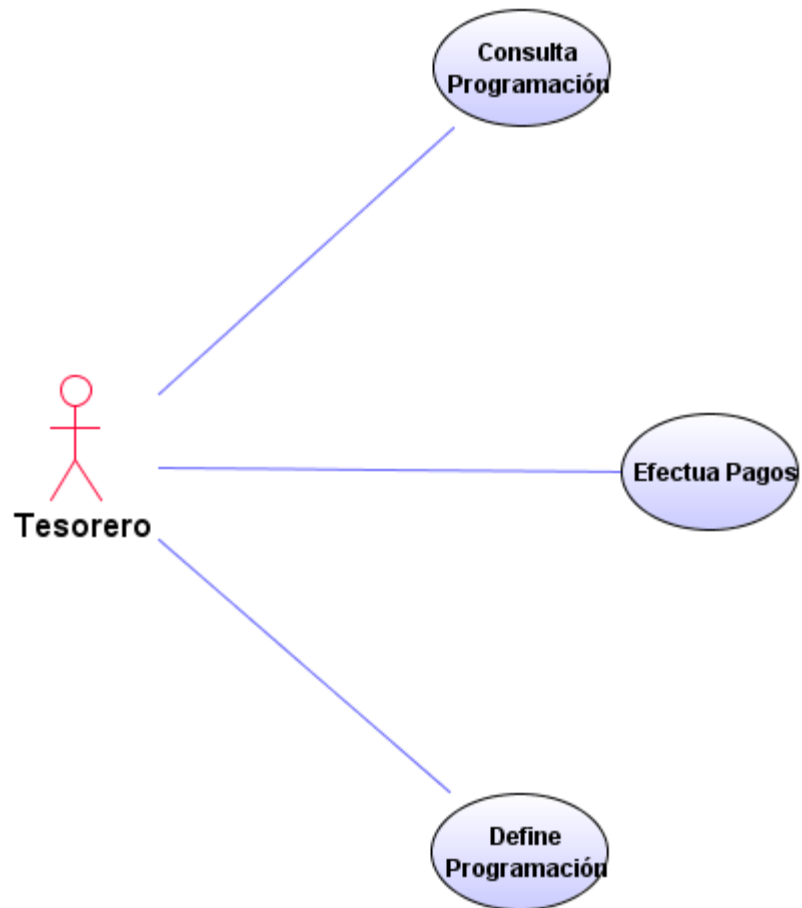 Consulta
Programación
Efectua Pagos
Tesorero
Define
Programación